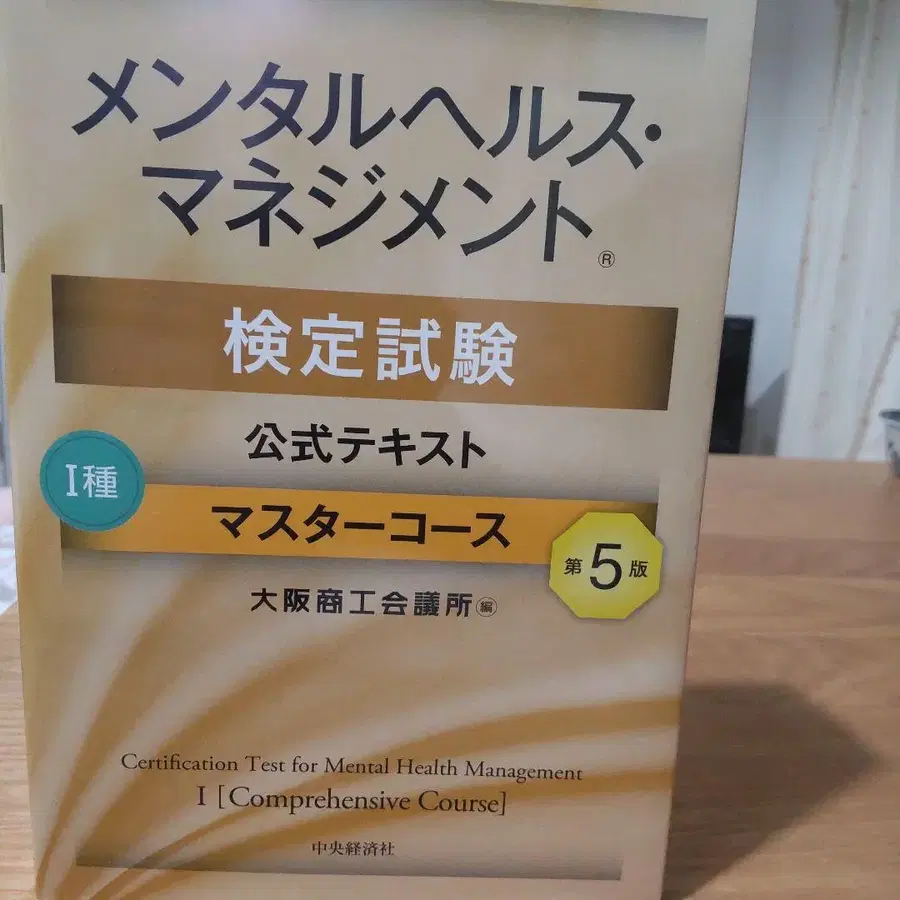 メンタルヘルス・
マネジメント®
検定試験
公式テキスト
I種
マスターコース
第5版
大阪商工会議所 編
Certification Test for Mental Health Management
I [Comprehensive Course]
中央経済社